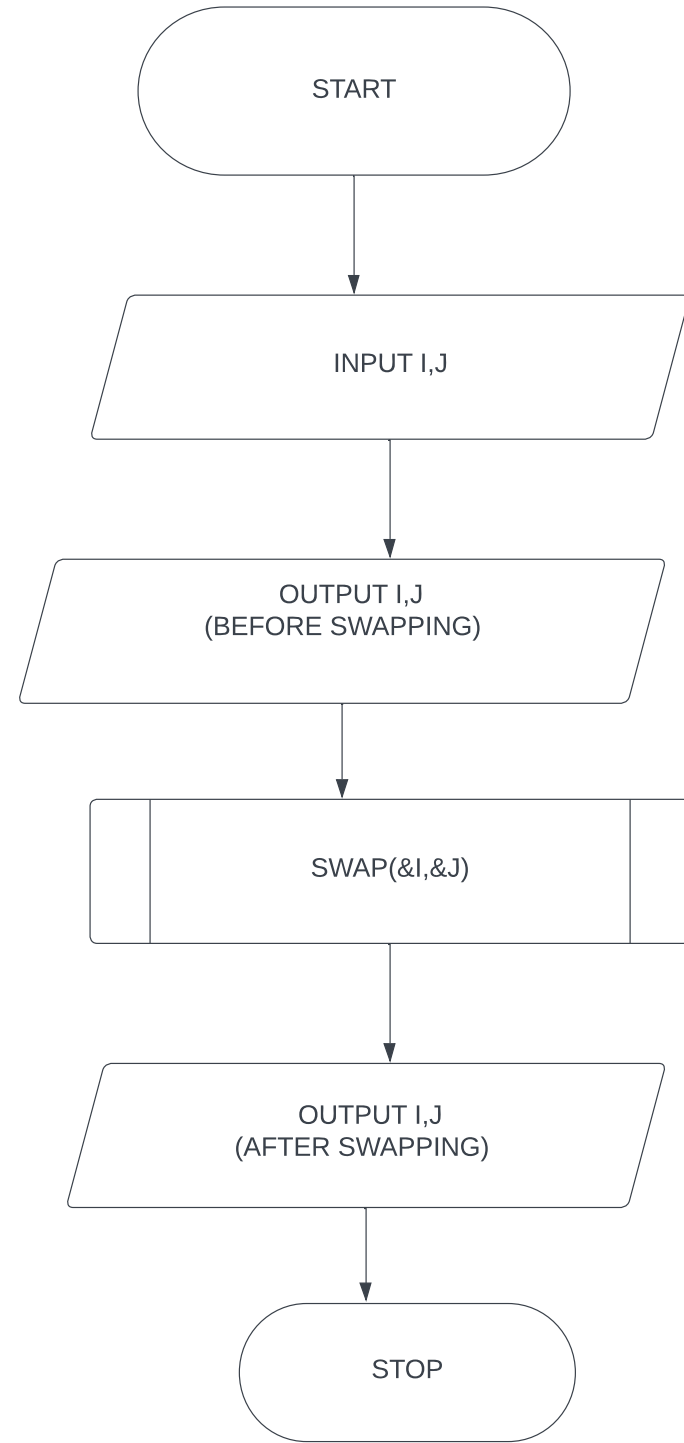 START
INPUT I,J
OUTPUT I,J
(BEFORE SWAPPING)
SWAP(&I,&J)
OUTPUT I,J
(AFTER SWAPPING)
STOP